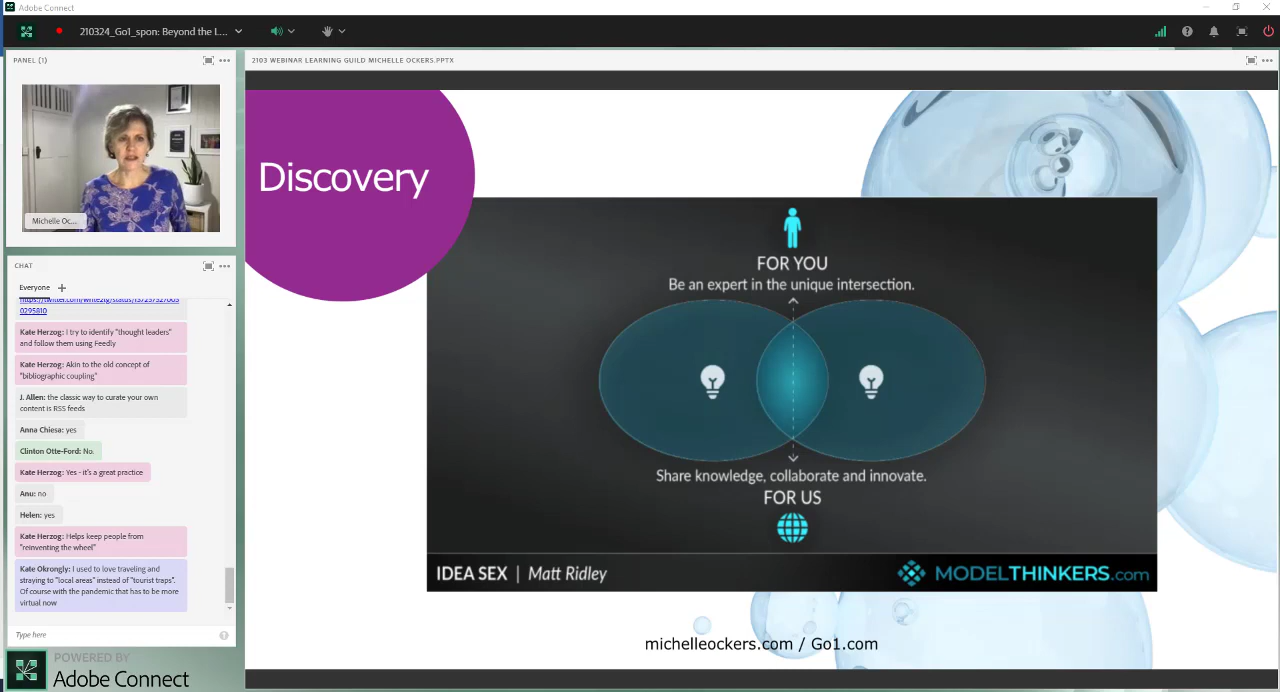 Adobe Connect
210324_Go1_spon: Beyond the L...
PANEL (1)
Michelle Oc...
CHAT
Everyone
0295810
Kate Herzog: I try to identify "thought leaders"
and follow them using Feedly
Kate Herzog: Akin to the old concept of
"bibliographic coupling"
J. Allen: the classic way to curate your own
content is RSS feeds
Anna Chiesa: yes
Clinton Otte-Ford: No.
Kate Herzog: Yes - it's a great practice
Anu: no
Helen: yes
Kate Herzog: Helps keep people from
"reinventing the wheel"
Kate Okrongly: I used to love traveling and
straying to "local areas" instead of "tourist traps".
Of course with the pandemic that has to be more
virtual now
Type here
POWERED BY
Adobe Connect
2103 WEBINAR LEARNING GUILD MICHELLE OCKERS.PPTX
Discovery
FOR YOU
Be an expert in the unique intersection.
Share knowledge, collaborate and innovate.
FOR US
IDEA SEX | Matt Ridley
MODELTHINKERS.com
michelleockers.com / Go1.com